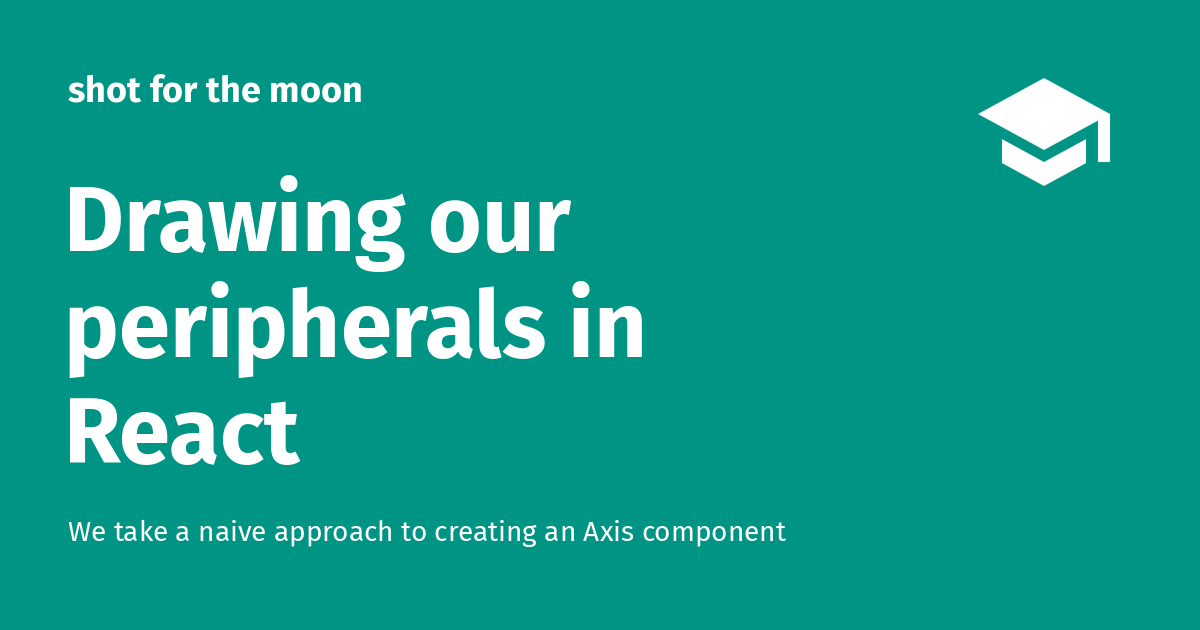 shot for the moon
Drawing our
peripherals in
React
We take a naive approach to creating an Axis component